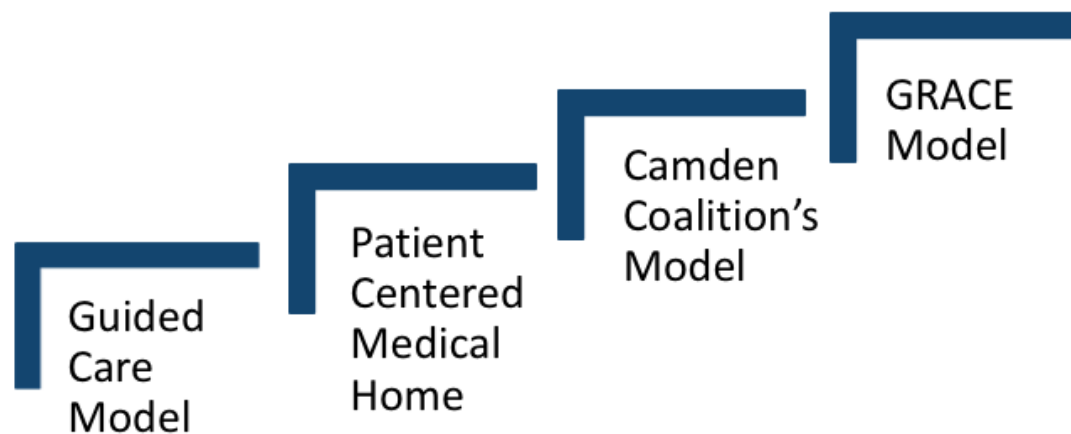 Guided
Care
Model
Patient
Centered
Medical
Home
Camden
Coalition’s
Model
GRACE
Model